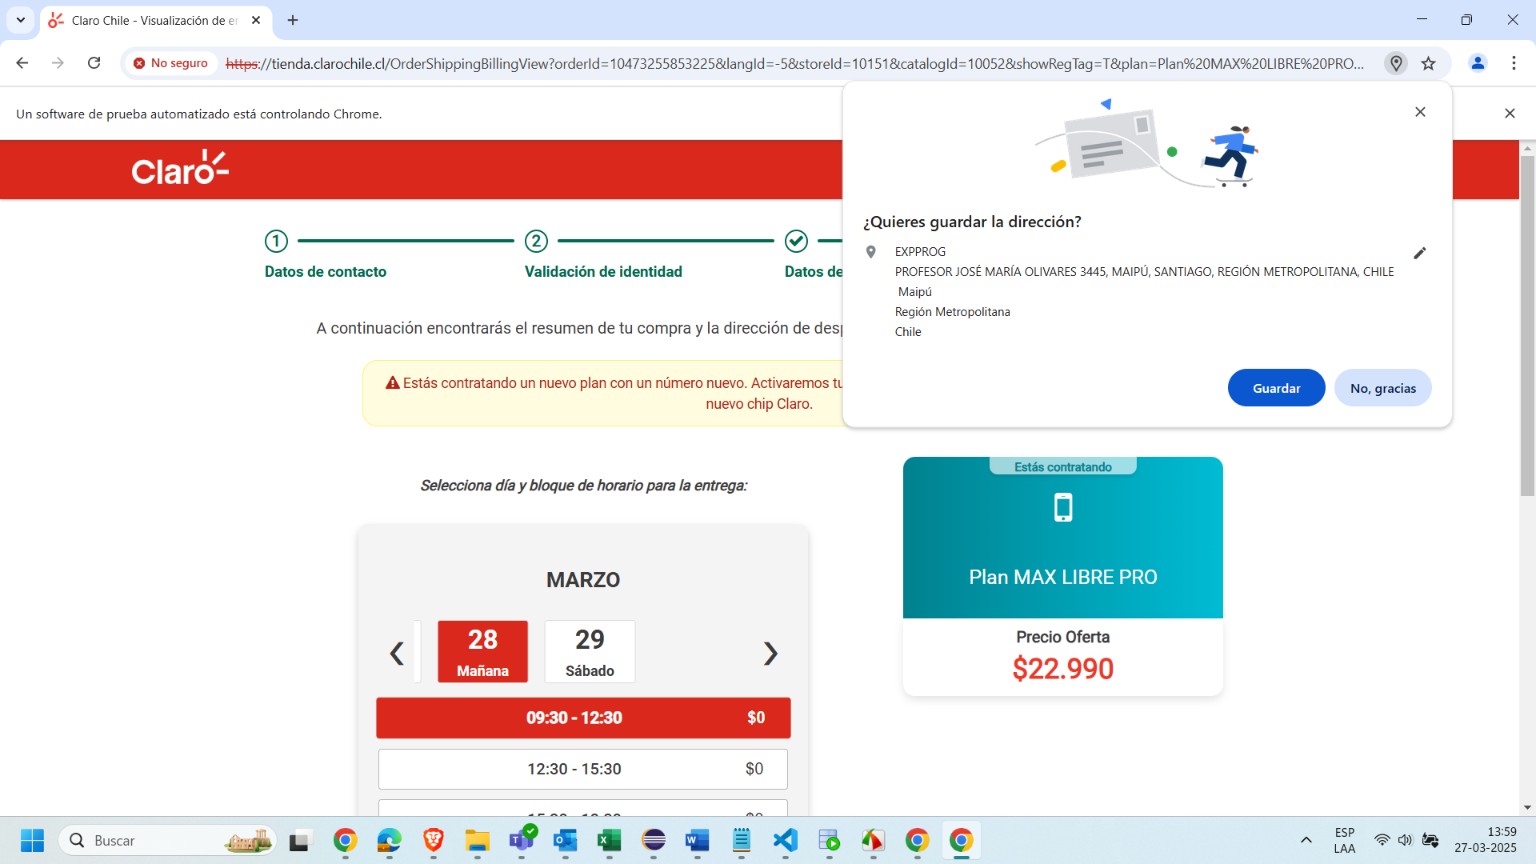 Claro Chile - Visualización de e
No seguro
https://tienda.clarochile.cl/OrderShippingBillingView?orderId=10473255853225&langId=-5&storeId=10151&catalogId=10052&showRegTag=T&plan=Plan%20MAX%20LIBRE%20PRO...
Un software de prueba automatizado está controlando Chrome.
Claro
¿Quieres guardar la dirección?
EXPPROG
PROFESOR JOSÉ MARÍA OLIVARES 3445, MAIPÚ, SANTIAGO, REGIÓN METROPOLITANA, CHILE
Maipú
Región Metropolitana
Chile
Guardar
No, gracias
1
2
Datos de contacto
Validación de identidad
Datos de
A continuación encontrarás el resumen de tu compra y la dirección de des
Estás contratando un nuevo plan con un número nuevo. Activaremos tu
nuevo chip Claro.
Selecciona día y bloque de horario para la entrega:
MARZO
28
Mañana
29
Sábado
09:30 - 12:30 $0
12:30 - 15:30 $0
Estás contratando
Plan MAX LIBRE PRO
Precio Oferta
$22.990
Buscar
ESP
LAA
13:59
27-03-2025